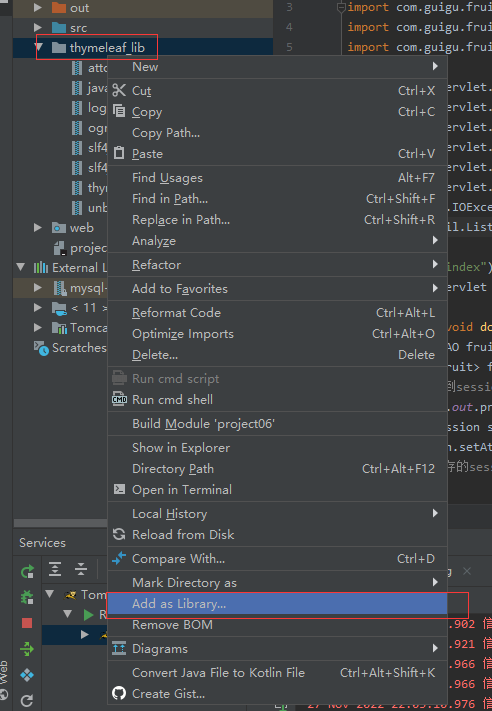 out
src
thymeleaf_lib
3 import com.guigu.frui
4 import com.guigu.frui
5 import com.guigu.frui
New
Cut Ctrl+X
Copy Ctrl+C
Copy Path...
Paste Ctrl+V
Find Usages Alt+F7
Find in Path... Ctrl+Shift+F
Replace in Path... Ctrl+Shift+R
Analyze
Refactor
Add to Favorites
Reformat Code Ctrl+Alt+L
Optimize Imports Ctrl+Alt+O
Delete... Delete
Run cmd script
Run cmd shell
Build Module 'project06'
Show in Explorer
Directory Path Ctrl+Alt+F12
Open in Terminal
Local History
Reload from Disk
Compare With... Ctrl+D
Mark Directory as
Add as Library...
Remove BOM
Diagrams
Convert Java File to Kotlin File Ctrl+Alt+Shift+K
Create Gist...
atto
java
log
ogn
slf4
slf4
thy
unb
web
projec
External L
mysql-
< 11 >
Tomca
Scratches
ervlet.
ervlet.
ervlet.
ervlet.
ervlet.
ervlet.
.IOExce
il.List
index")
ervlet
void do
AO frui
ruit> f
到sessi
.out.pr
ssion s
n.setAt
存的ses
Services
Tom
R
Web
g
.902 信
.921 信
.966 信
.966 信
.966 信
27-Nov-2022 22:05:10.976 信